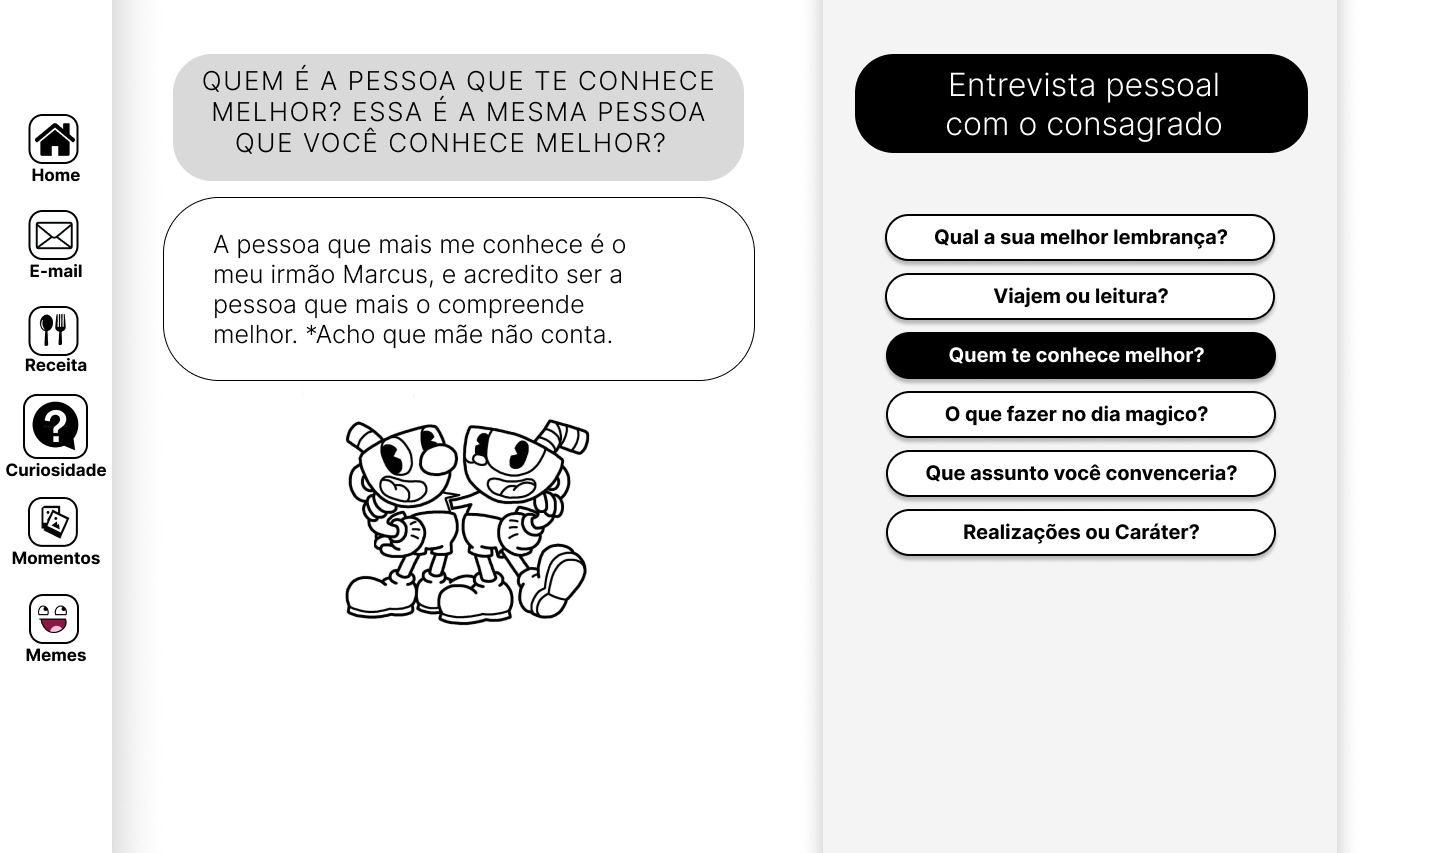 Home
E-mail
Receita
Curiosidade
Momentos
Memes
QUEM É A PESSOA QUE TE CONHECE
MELHOR? ESSA É A MESMA PESSOA
QUE VOCÊ CONHECE MELHOR?
A pessoa que mais me conhece é o
meu irmão Marcus, e acredito ser a
pessoa que mais o compreende
melhor. *Acho que mãe não conta.
Entrevista pessoal
com o consagrado
Qual a sua melhor lembrança?
Viajem ou leitura?
Quem te conhece melhor?
O que fazer no dia magico?
Que assunto você convenceria?
Realizações ou Caráter?